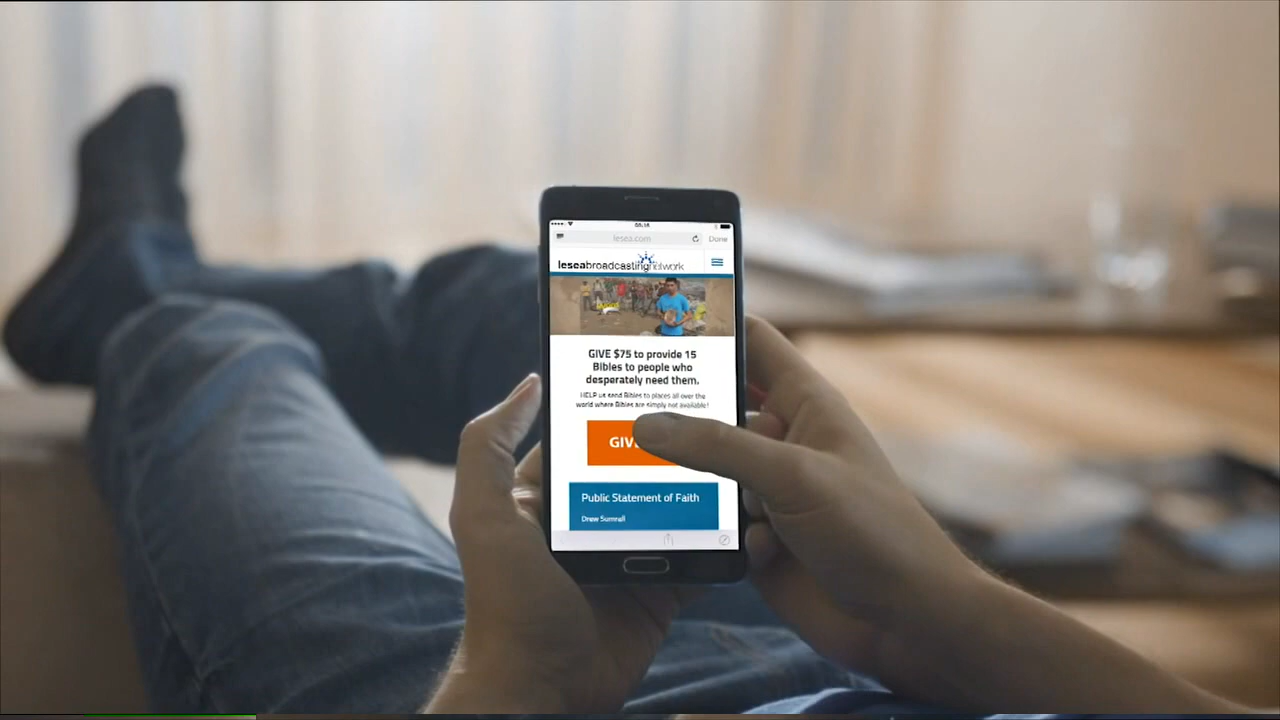 lesea.com
Done
leseabroadcastingnetwork
GIVE $75 to provide 15
Bibles to people who
desperately need them.
HELP us send Bibles to places all over the
world where Bibles are simply not available!
GIV
Public Statement of Faith
Drew Sumrall